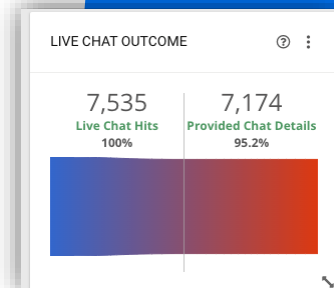 LIVE CHAT OUTCOME
7,535 7,174
Live Chat Hits Provided Chat Details
100% 95.2%